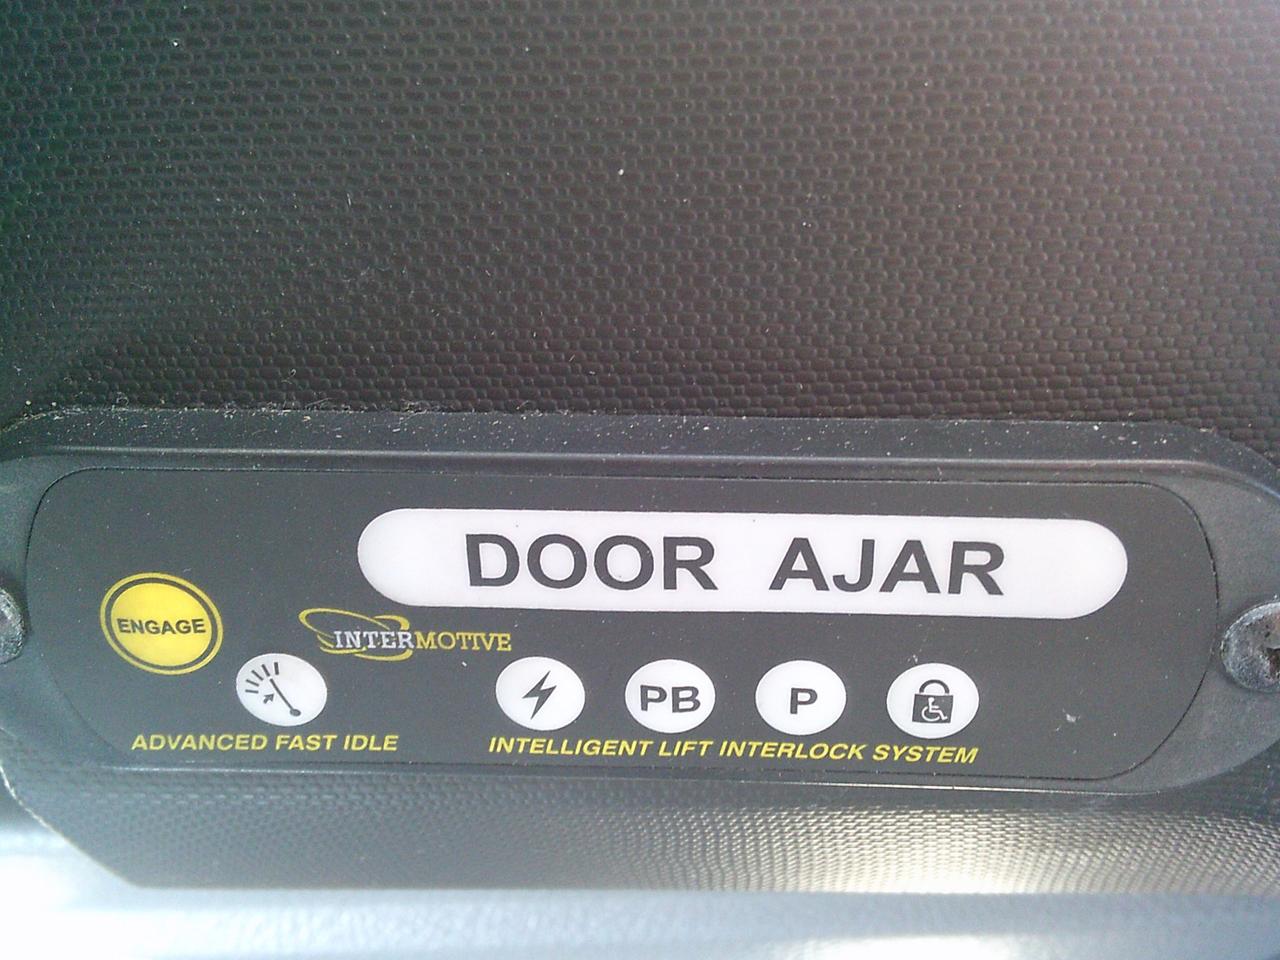 DOOR AJAR
ENGAGE
INTERMOTIVE
PB
P
ADVANCED FAST IDLE
INTELLIGENT LIFT INTERLOCK SYSTEM